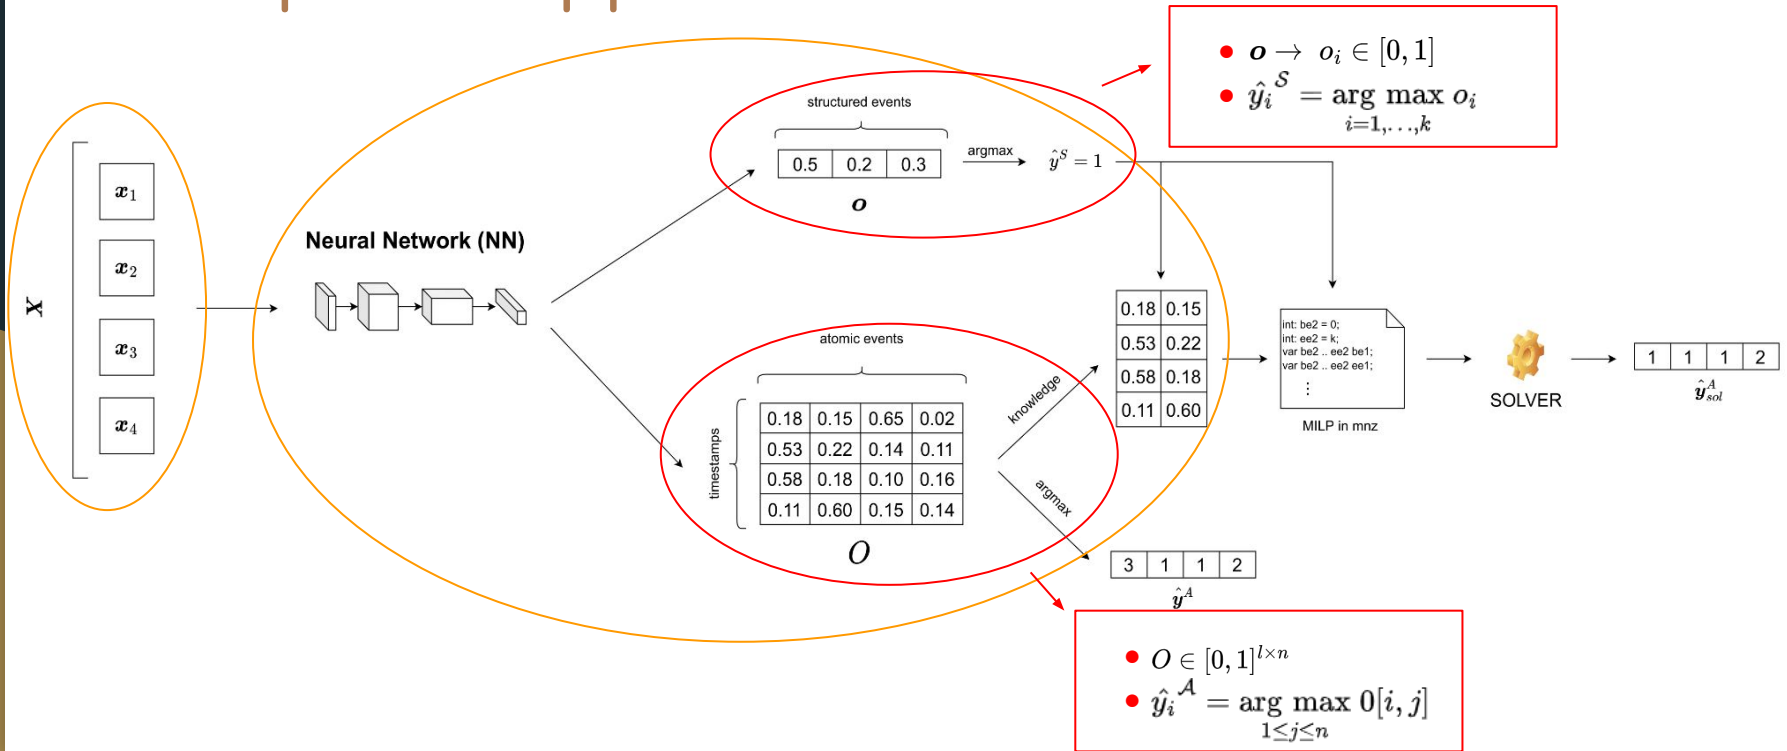 X
x₁
x₂
x₃
x₄
Neural Network (NN)
structured events
0.5 0.2 0.3
o
argmax
ŷ^S = 1
• o → o_i ∈ [0, 1]
• ŷ_i^S = arg max o_i
i=1,...,k
atomic events
timestamps
0.18 0.15 0.65 0.02
0.53 0.22 0.14 0.11
0.58 0.18 0.10 0.16
0.11 0.60 0.15 0.14
O
knowledge
argmax
0.18 0.15
0.53 0.22
0.58 0.18
0.11 0.60
3 1 1 2
ŷ^A
int: be2 = 0;
int: ee2 = k;
var be2 .. ee2 be1;
var be2 .. ee2 ee1;
⋮
MILP in mnz
SOLVER
1 1 1 2
ŷ^A_sol
• O ∈ [0, 1]^{l×n}
• ŷ_i^A = arg max 0[i, j]
1≤j≤n